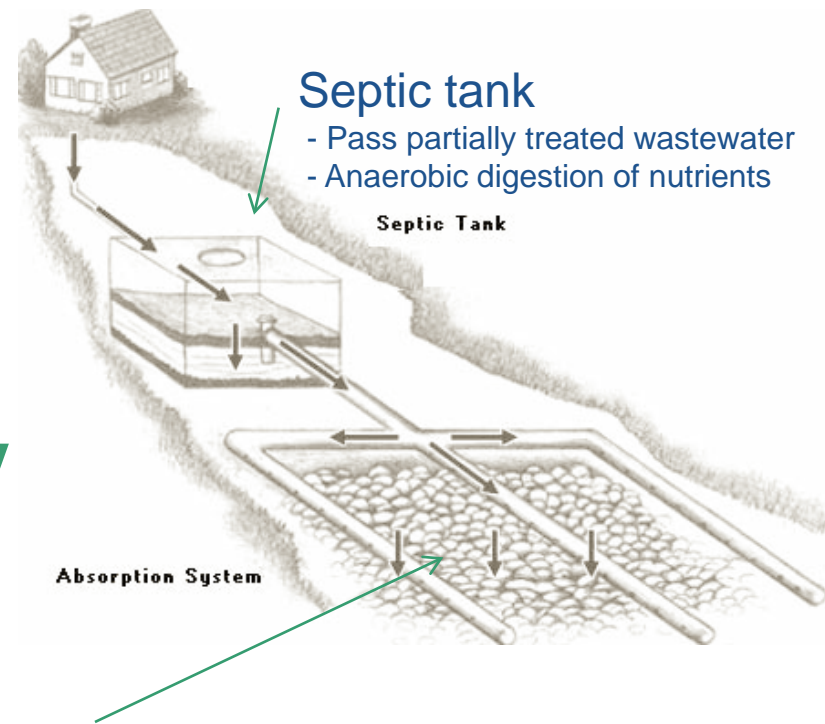 Septic tank
- Pass partially treated wastewater
- Anaerobic digestion of nutrients
Septic Tank
Absorption System